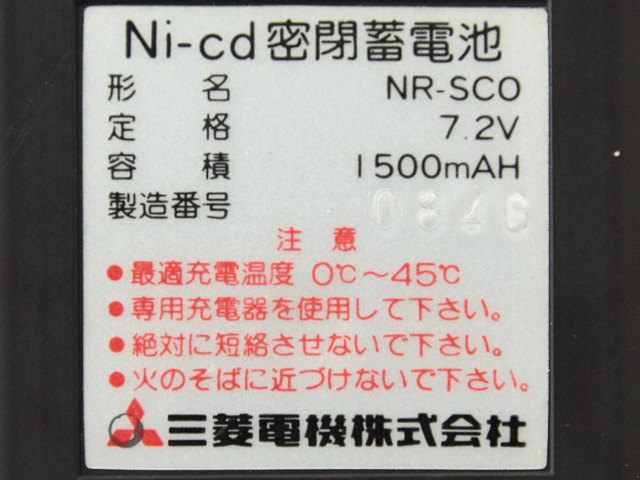 Ni-cd密閉蓄電池
形 名 NR-SCO
定 格 7.2V
容 積 1500mAH
製造番号
注 意
●最適充電温度 0℃～45℃
●専用充電器を使用して下さい。
●絶対に短絡させないで下さい。
●火のそばに近づけないで下さい。
三菱電機株式会社